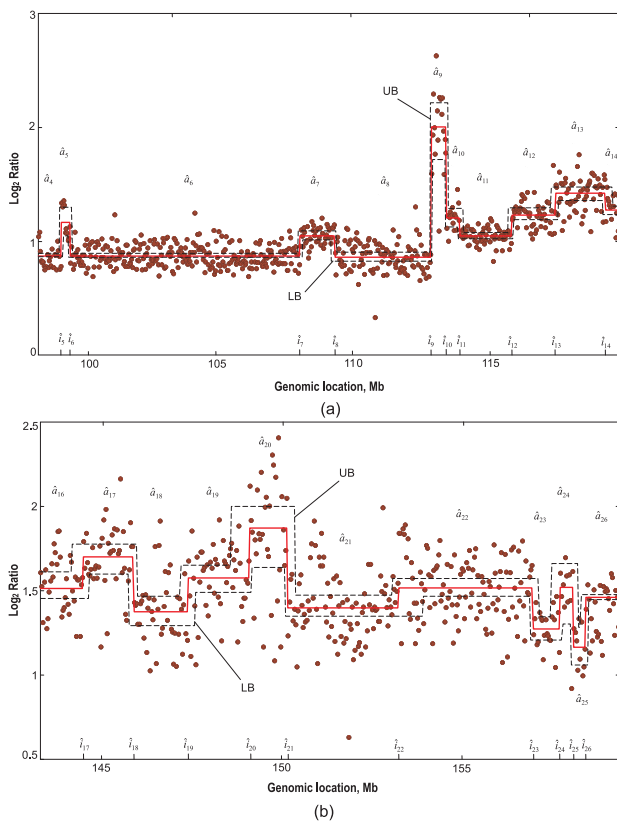 3
2
1
0
Log₂ Ratio
â₄
â₅
â₆
â₇
â₈
â₉
â₁₀
â₁₁
â₁₂
â₁₃
â₁₄
UB
LB
î₅ î₆ î₇ î₈ î₉ î₁₀ î₁₁ î₁₂ î₁₃ î₁₄
100 105 110 115
Genomic location, Mb
(a)
2.5
2
1.5
1
0.5
Log₂ Ratio
â₁₆
â₁₇
â₁₈
â₁₉
â₂₀
â₂₁
â₂₂
â₂₃
â₂₄
â₂₅
â₂₆
UB
LB
î₁₇ î₁₈ î₁₉ î₂₀ î₂₁ î₂₂ î₂₃ î₂₄ î₂₅ î₂₆
145 150 155
Genomic location, Mb
(b)